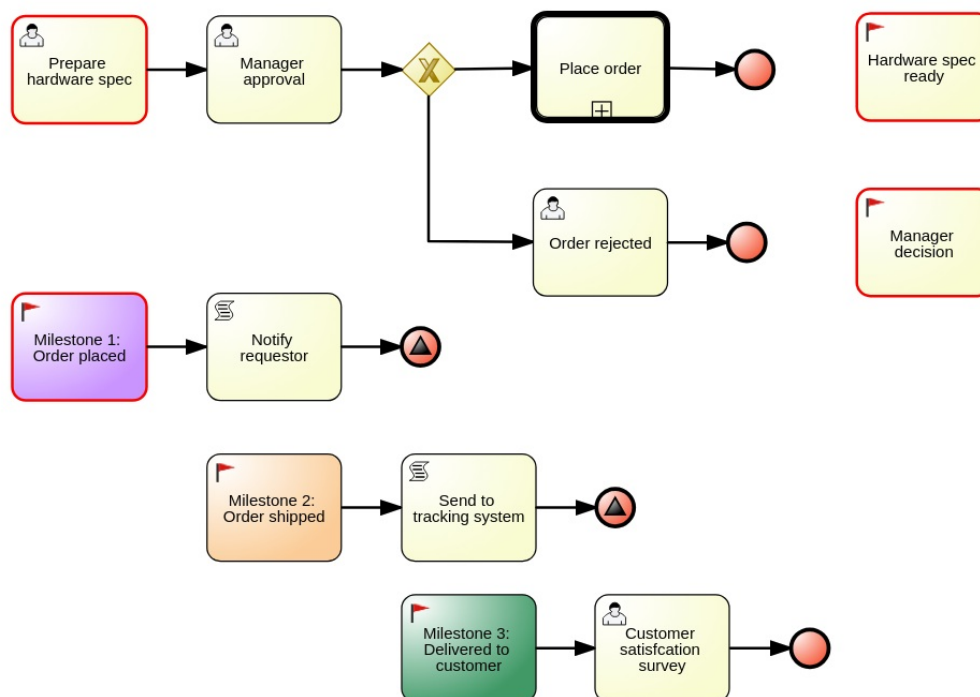 Prepare
hardware spec
Manager
approval
Place order
Hardware spec
ready
Order rejected
Manager
decision
Milestone 1:
Order placed
Notify
requestor
Milestone 2:
Order shipped
Send to
tracking system
Milestone 3:
Delivered to
customer
Customer
satisfcation
survey